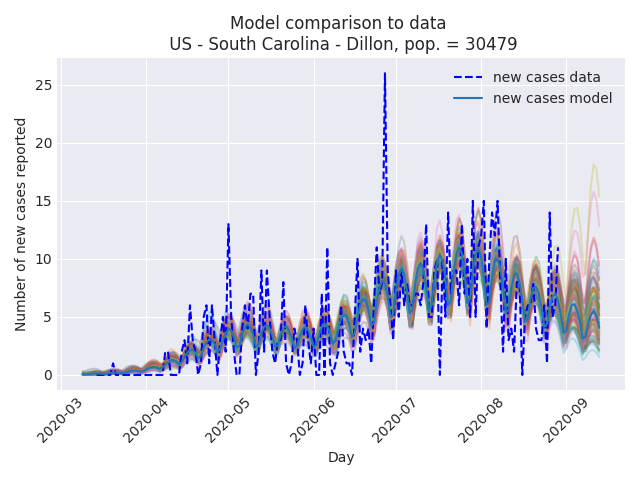 Model comparison to data
US - South Carolina - Dillon, pop. = 30479
new cases data
new cases model
Number of new cases reported
25
20
15
10
5
0
2020-03
2020-04
2020-05
2020-06
2020-07
2020-08
2020-09
Day